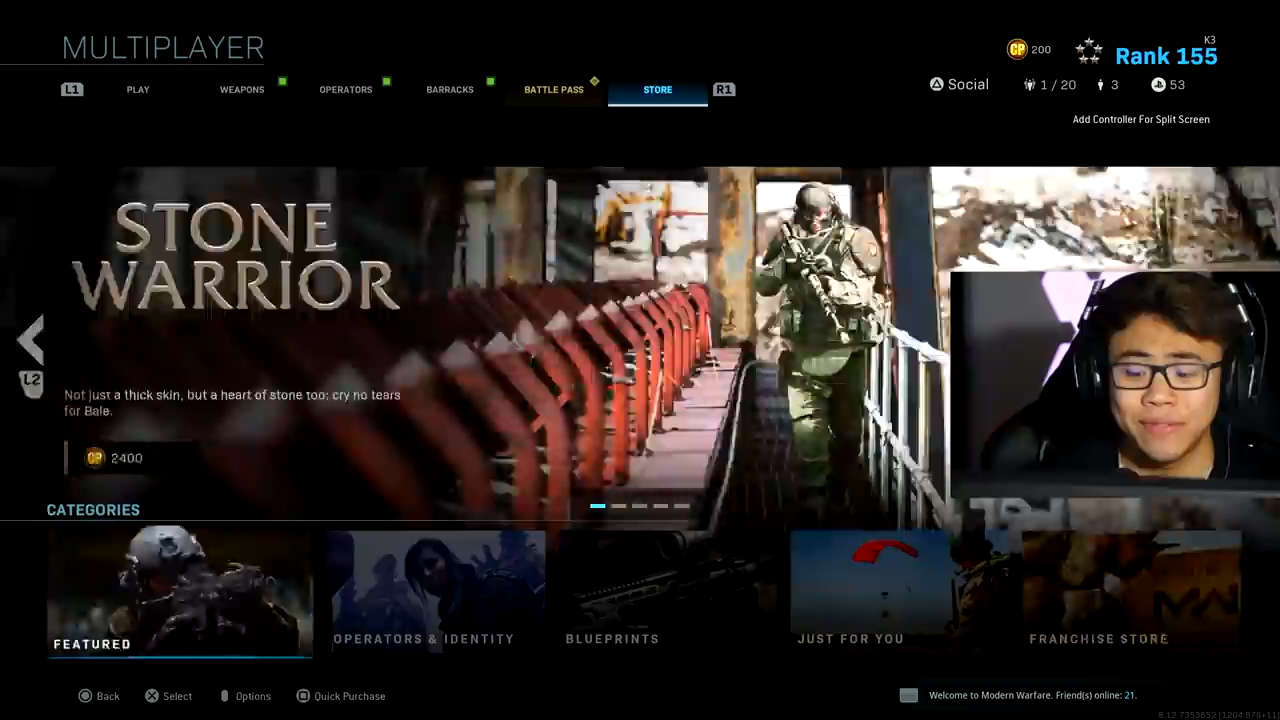 MULTIPLAYER
CP 200
K3
Rank 155
L1
PLAY
WEAPONS
OPERATORS
BARRACKS
BATTLE PASS
STORE
R1
Social
1 / 20
3
53
Add Controller For Split Screen
STONE
WARRIOR
L2
Not just a thick skin, but a heart of stone too: cry no tears
for Bale.
CP 2400
CATEGORIES
FEATURED
OPERATORS & IDENTITY
BLUEPRINTS
JUST FOR YOU
FRANCHISE STORE
Back
Select
Options
Quick Purchase
Welcome to Modern Warfare. Friend(s) online: 21.